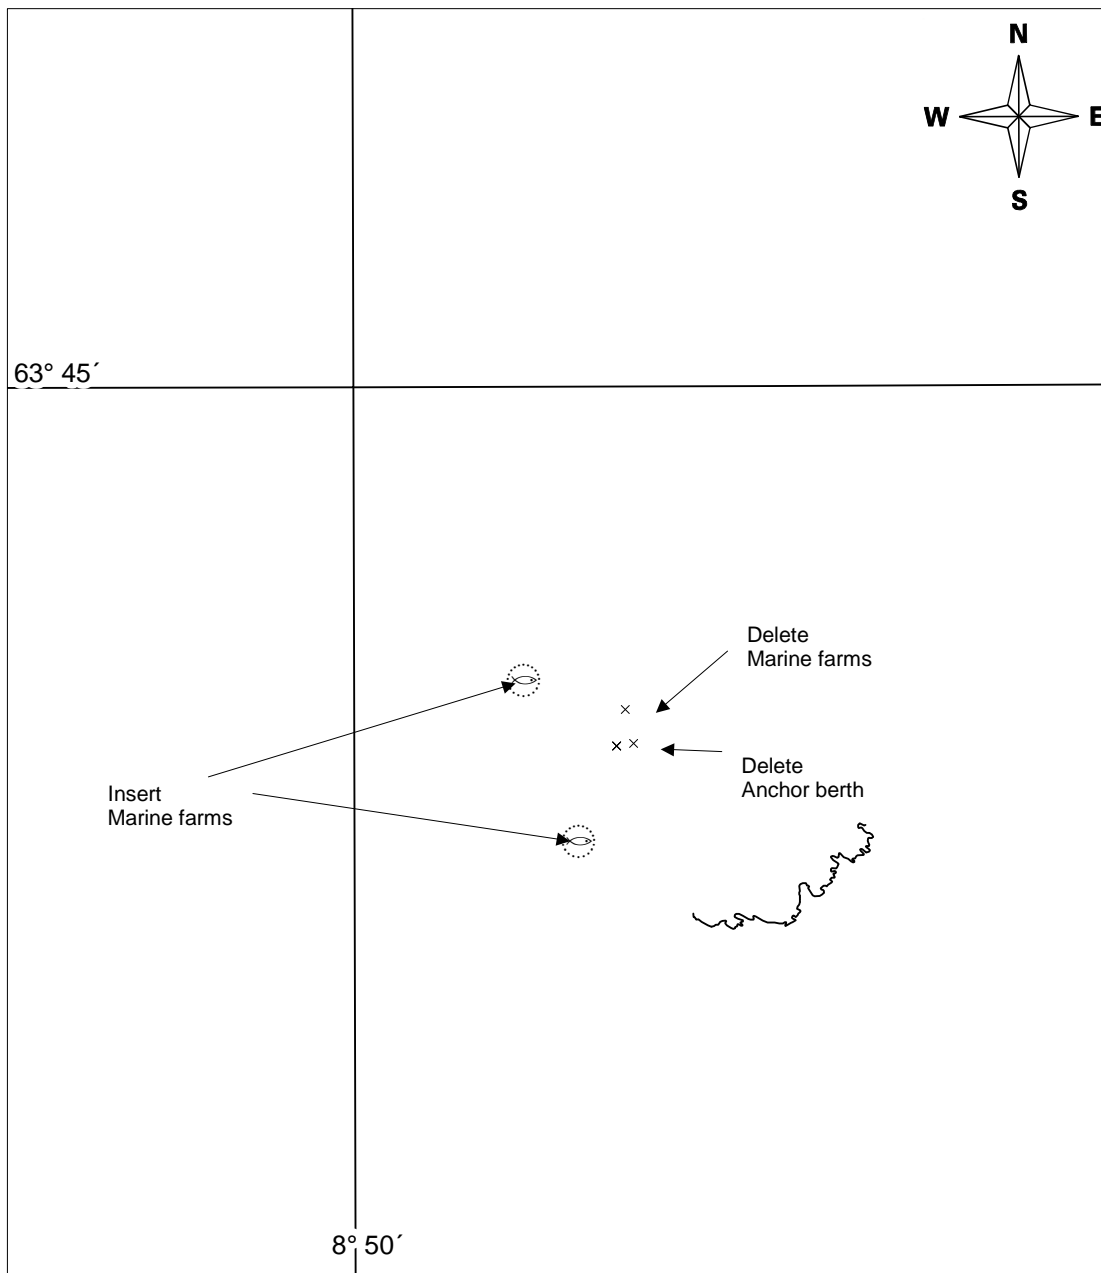 N
W
E
S
63° 45´
Delete
Marine farms
Delete
Anchor berth
Insert
Marine farms
8° 50´